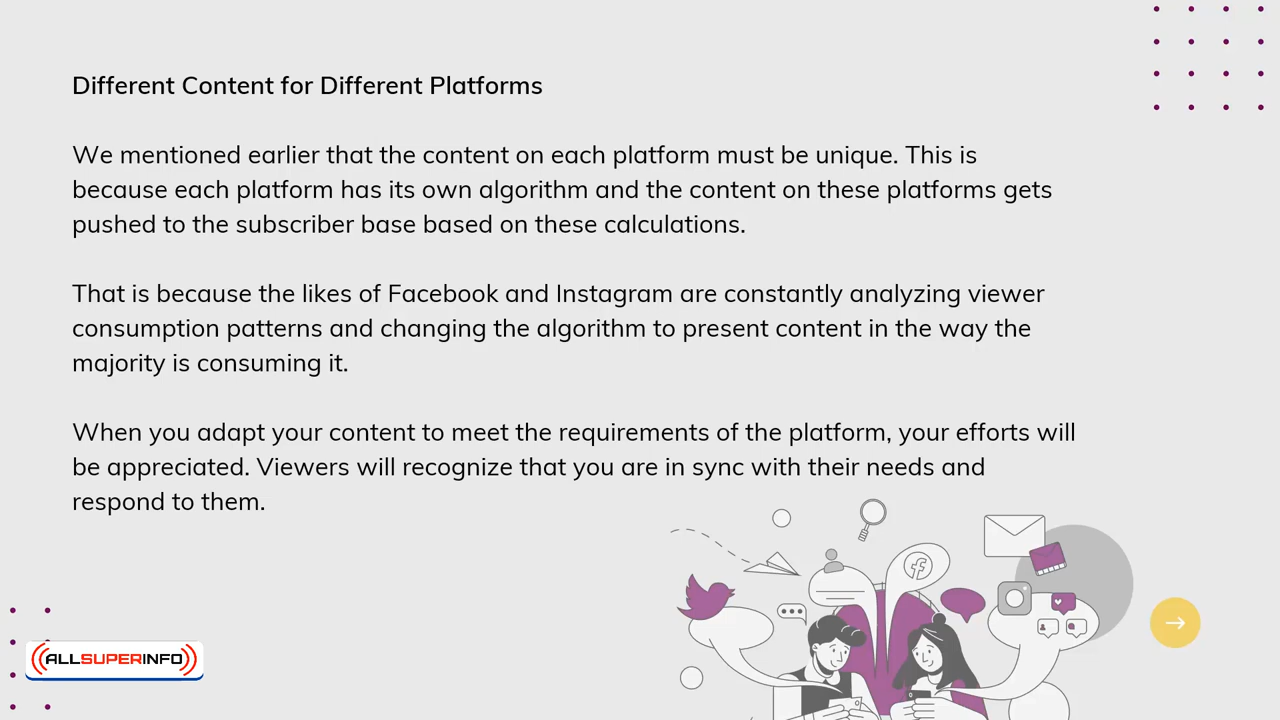 Different Content for Different Platforms
We mentioned earlier that the content on each platform must be unique. This is
because each platform has its own algorithm and the content on these platforms gets
pushed to the subscriber base based on these calculations.
That is because the likes of Facebook and Instagram are constantly analyzing viewer
consumption patterns and changing the algorithm to present content in the way the
majority is consuming it.
When you adapt your content to meet the requirements of the platform, your efforts will
be appreciated. Viewers will recognize that you are in sync with their needs and
respond to them.
ALLSUPERINFO